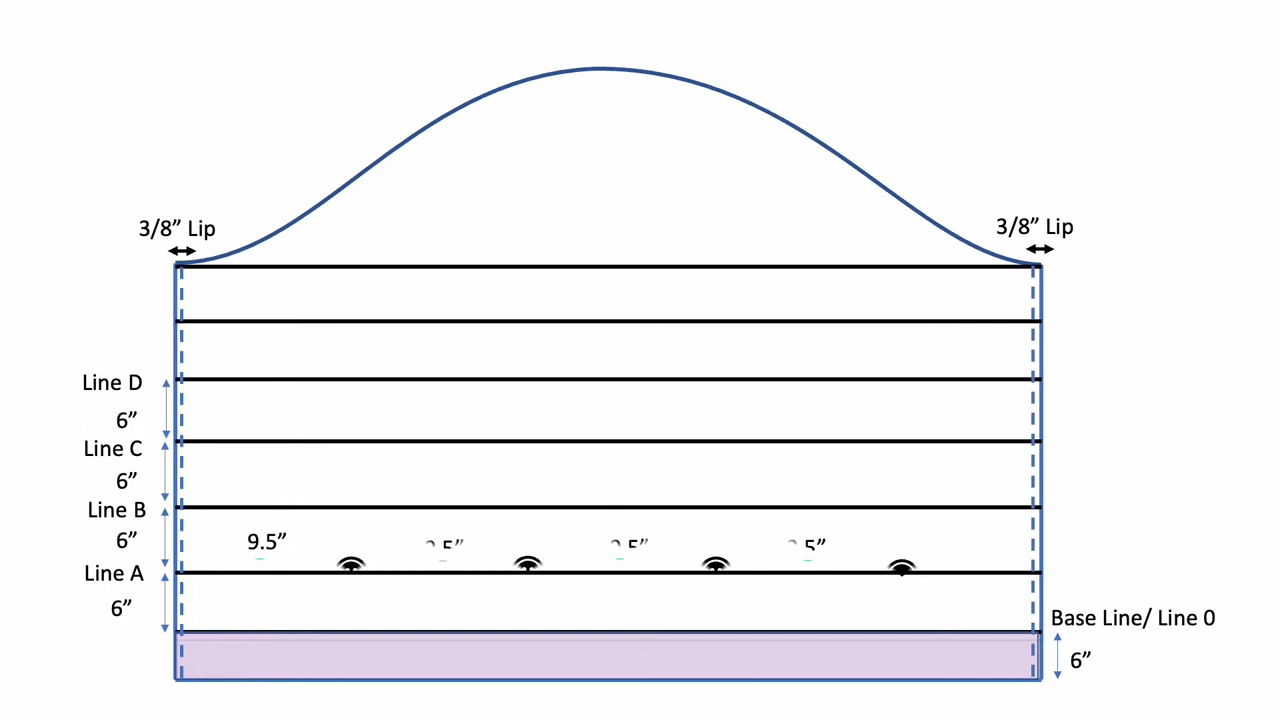 3/8” Lip
3/8” Lip
Line D
6”
Line C
6”
Line B
6”
9.5”
Line A
6”
Base Line/ Line 0
6”